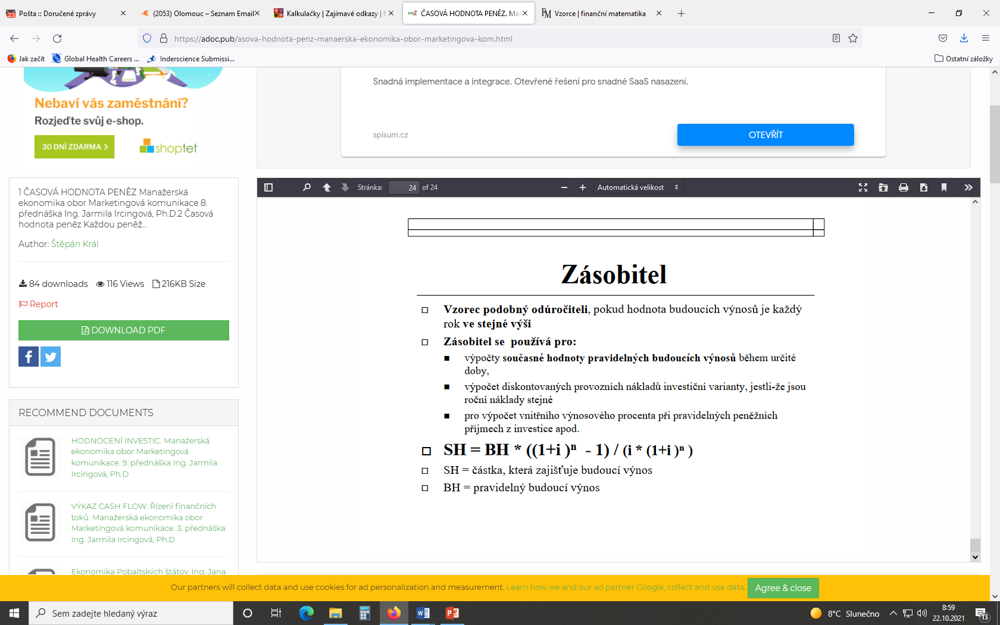 Pošta :: Doručené zprávy
(2053) Olomouc – Seznam Email
Kalkulačky | Zajímavé odkazy | M
ČASOVÁ HODNOTA PENĚZ. Ma
Vzorce | finanční matematika
https://adoc.pub/asova-hodnota-penz-manaerska-ekonomika-obor-marketingova-kom.html
Jak začít
Global Health Careers ...
Inderscience Submissi...
Ostatní záložky
Nebaví vás zaměstnání?
Rozjeďte svůj e-shop.
30 DNÍ ZDARMA
shoptet
Snadná implementace a integrace. Otevřené řešení pro snadné SaaS nasazení.
spisum.cz
OTEVŘÍT
1 ČASOVÁ HODNOTA PENĚZ Manažerská
ekonomika obor Marketingová komunikace 8.
přednáška Ing. Jarmila Ircingová, Ph.D.2 Časová
hodnota peněz Každou peněž...
Author: Štěpán Král
84 downloads 116 Views 216KB Size
Report
DOWNLOAD PDF
RECOMMEND DOCUMENTS
HODNOCENÍ INVESTIC. Manažerská
ekonomika obor Marketingová
komunikace. 9. přednáška Ing. Jarmila
Ircingová, Ph.D
VÝKAZ CASH FLOW. Řízení finančních
toků. Manažerská ekonomika obor
Marketingová komunikace. 3. přednáška
Ing. Jarmila Ircingová, Ph.D
Ekonomika Pobaltských štátov. Ing. Jana
Stránka: 24 of 24
Automatická velikost
Zásobitel
Vzorec podobný odúročiteli, pokud hodnota budoucích výnosů je každý
rok ve stejné výši
Zásobitel se používá pro:
výpočty současné hodnoty pravidelných budoucích výnosů během určité
doby,
výpočet diskontovaných provozních nákladů investiční varianty, jestli-že jsou
roční náklady stejné
pro výpočet vnitřního výnosového procenta při pravidelných peněžních
příjmech z investice apod.
SH = BH * ((1+i )ⁿ - 1) / (i * (1+i )ⁿ )
SH = částka, která zajišťuje budoucí výnos
BH = pravidelný budoucí výnos
Our partners will collect data and use cookies for ad personalization and measurement. Learn how we and our ad partner Google, collect and use data.
Agree & close
Sem zadejte hledaný výraz
8°C Slunečno
8:59
22.10.2021
13